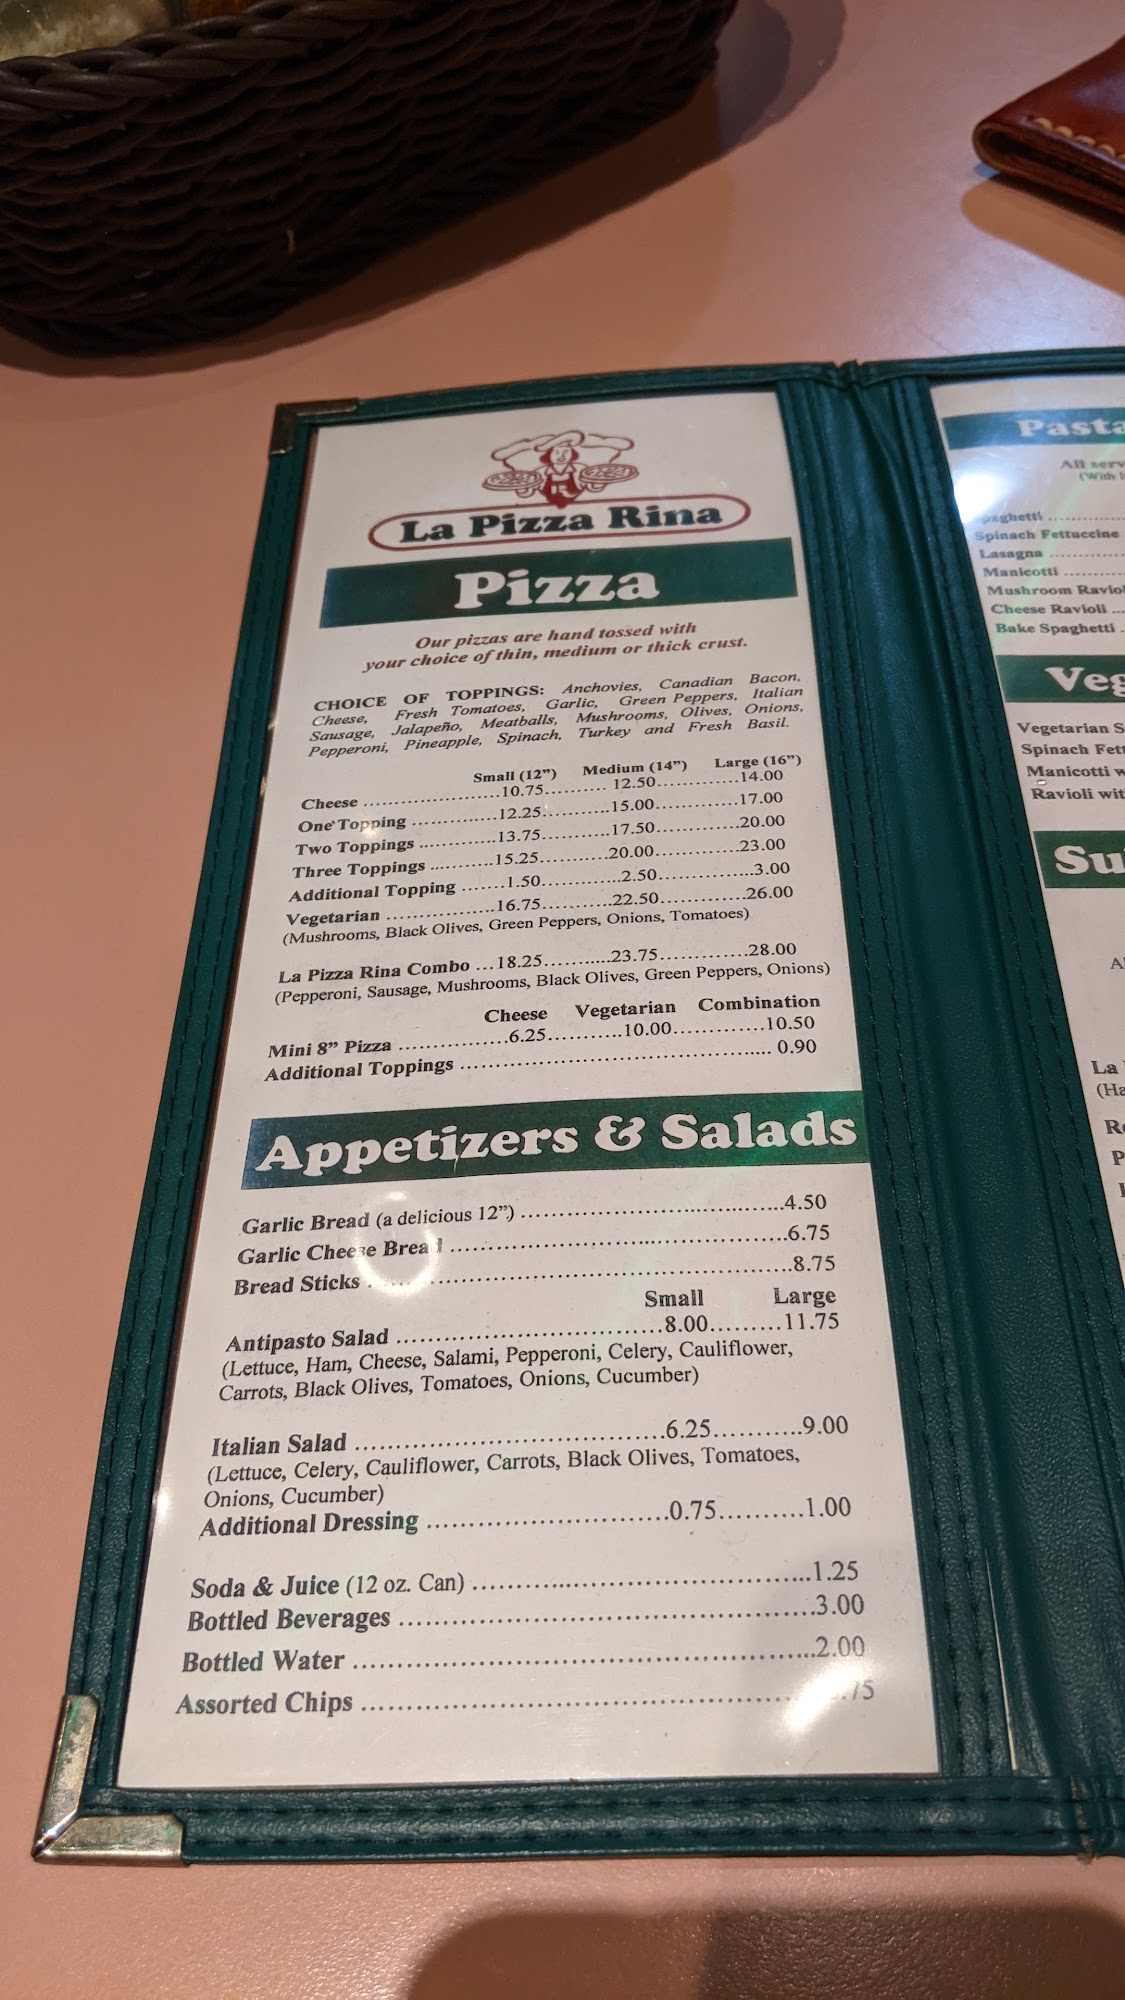 La Pizza Rina
Pizza
Our pizzas are hand tossed with
your choice of thin, medium or thick crust.
CHOICE OF TOPPINGS: Anchovies, Canadian Bacon,
Cheese, Fresh Tomatoes, Garlic, Green Peppers, Italian
Sausage, Jalapeño, Meatballs, Mushrooms, Olives, Onions,
Pepperoni, Pineapple, Spinach, Turkey and Fresh Basil.
Small (12") Medium (14") Large (16")
Cheese ........................10.75........... 12.50..............14.00
One Topping ...............12.25............15.00..............17.00
Two Toppings .............13.75............17.50..............20.00
Three Toppings ...........15.25............20.00..............23.00
Additional Topping .......1.50..............2.50................3.00
Vegetarian ..................16.75............22.50..............26.00
(Mushrooms, Black Olives, Green Peppers, Onions, Tomatoes)
La Pizza Rina Combo ...18.25............23.75..............28.00
(Pepperoni, Sausage, Mushrooms, Black Olives, Green Peppers, Onions)
Cheese Vegetarian Combination
Mini 8" Pizza .................6.25............10.00..............10.50
Additional Toppings .................................................. 0.90
Appetizers & Salads
Garlic Bread (a delicious 12") ...................................4.50
Garlic Cheese Bread .............................................6.75
Bread Sticks ........................................................8.75
Small Large
Antipasto Salad ..............................8.00.........11.75
(Lettuce, Ham, Cheese, Salami, Pepperoni, Celery, Cauliflower,
Carrots, Black Olives, Tomatoes, Onions, Cucumber)
Italian Salad ...................................6.25...........9.00
(Lettuce, Celery, Cauliflower, Carrots, Black Olives, Tomatoes,
Onions, Cucumber)
Additional Dressing ...........................0.75..........1.00
Soda & Juice (12 oz. Can) ......................................1.25
Bottled Beverages ...............................................3.00
Bottled Water .....................................................2.00
Assorted Chips ................................................ .75
Pasta
All
(With
Spaghetti ............
Spinach Fettuccine
Lasagna ............
Manicotti ..........
Mushroom
Cheese Ravioli ...
Bake Spaghetti .
Vegetarian
Spinach
Manicotti
Ravioli
La